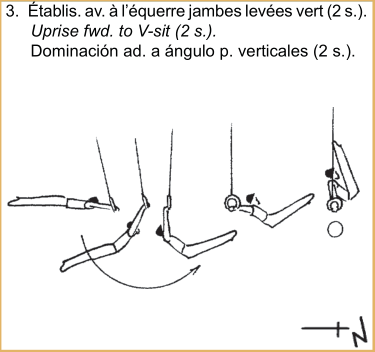 3. Établis. av. à l'équerre jambes levées vert (2 s.).
Uprise fwd. to V-sit (2 s.).
Dominación ad. a ángulo p. verticales (2 s.).